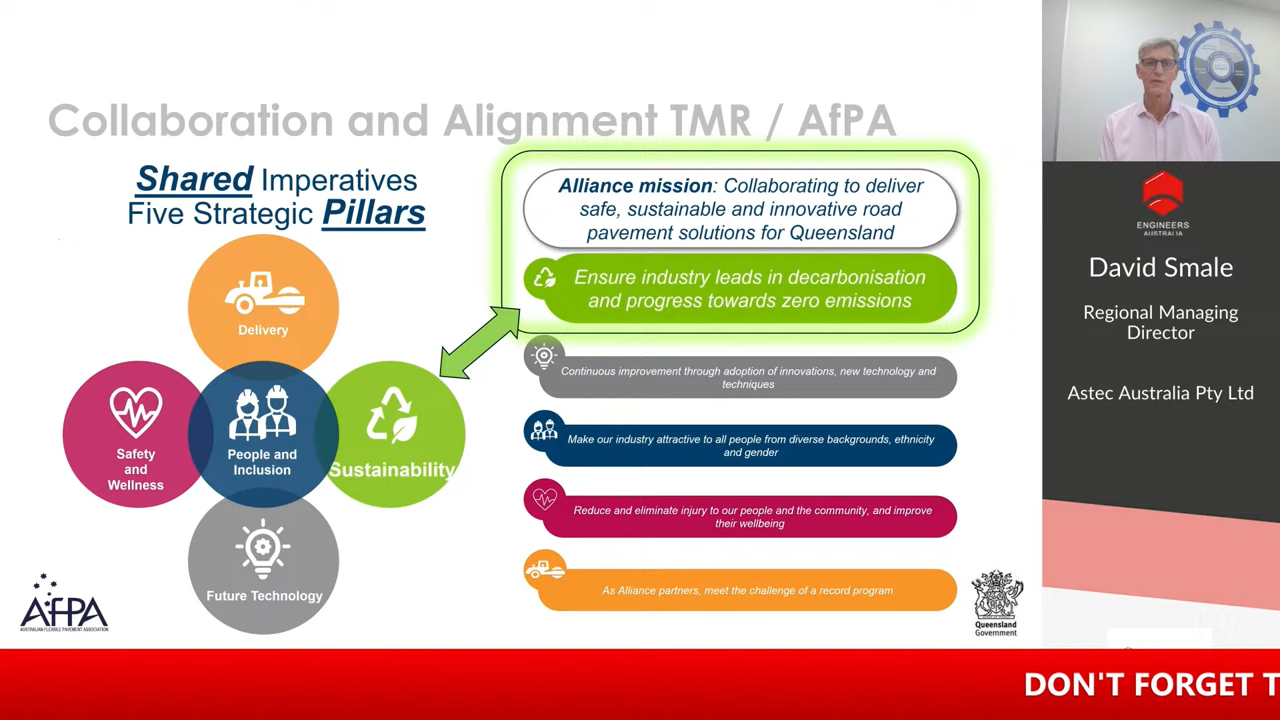 Collaboration and Alignment TMR / AfPA
Shared Imperatives
Five Strategic Pillars
Delivery
Safety
and
Wellness
People and
Inclusion
Sustainability
Future Technology
Alliance mission: Collaborating to deliver
safe, sustainable and innovative road
pavement solutions for Queensland
Ensure industry leads in decarbonisation
and progress towards zero emissions
Continuous improvement through adoption of innovations, new technology and
techniques
Make our industry attractive to all people from diverse backgrounds, ethnicity
and gender
Reduce and eliminate injury to our people and the community, and improve
their wellbeing
As Alliance partners, meet the challenge of a record program
AfPA
AUSTRALIAN FLEXIBLE PAVEMENT ASSOCIATION
Queensland
Government
ENGINEERS
AUSTRALIA
David Smale
Regional Managing
Director
Astec Australia Pty Ltd
DON'T FORGET T